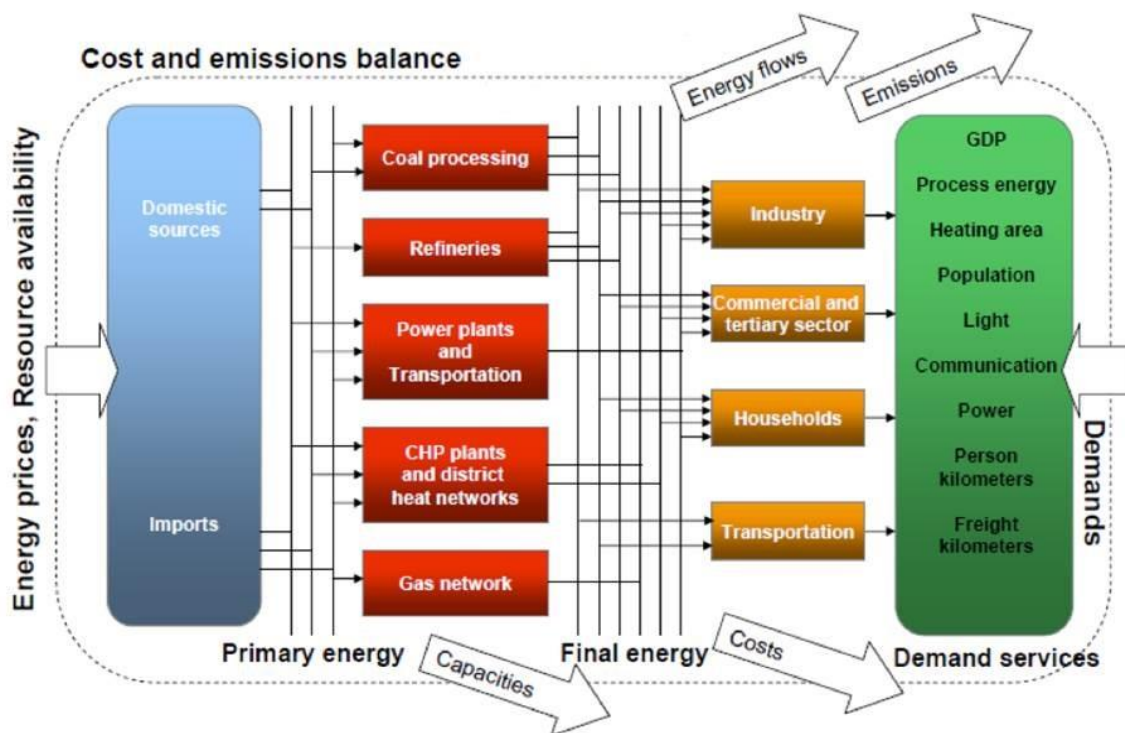 Cost and emissions balance
Energy flows
Emissions
Energy prices, Resource availability
Domestic
sources
Imports
Coal processing
Refineries
Power plants
and
Transportation
CHP plants
and district
heat networks
Gas network
Industry
Commercial and
tertiary sector
Households
Transportation
GDP
Process energy
Heating area
Population
Light
Communication
Power
Person
kilometers
Freight
kilometers
Demands
Primary energy
Capacities
Final energy
Costs
Demand services